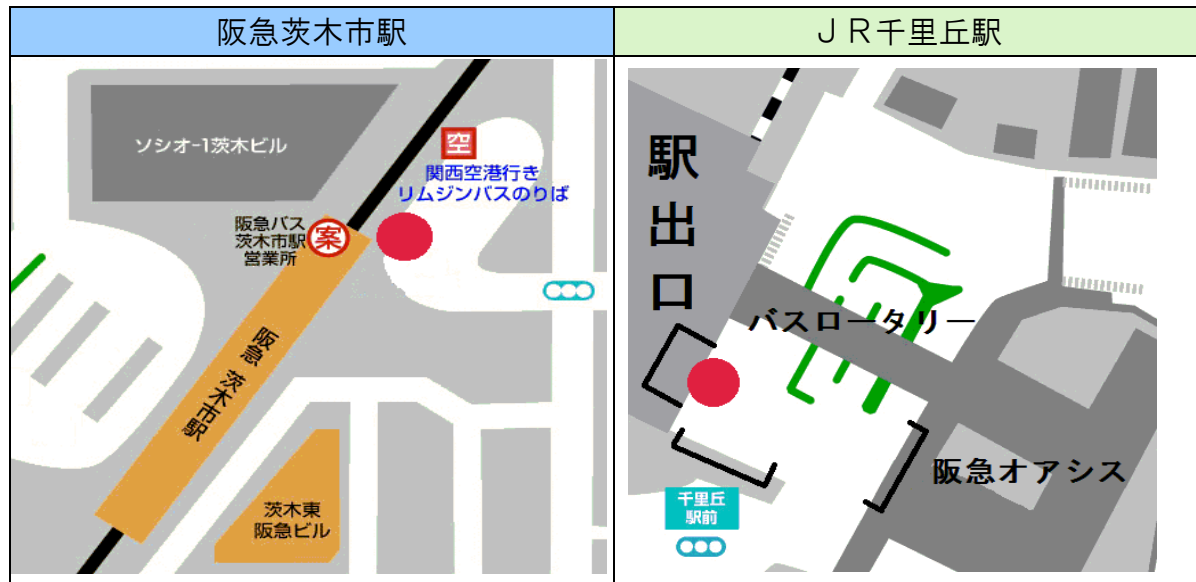 阪急茨木市駅
ＪＲ千里丘駅
ソシオ-1茨木ビル
空
関西空港行き
リムジンバスのりば
阪急バス
茨木市駅
営業所
案
阪急 茨木市駅
茨木東
阪急ビル
駅出口
バスロータリー
阪急オアシス
千里丘
駅前